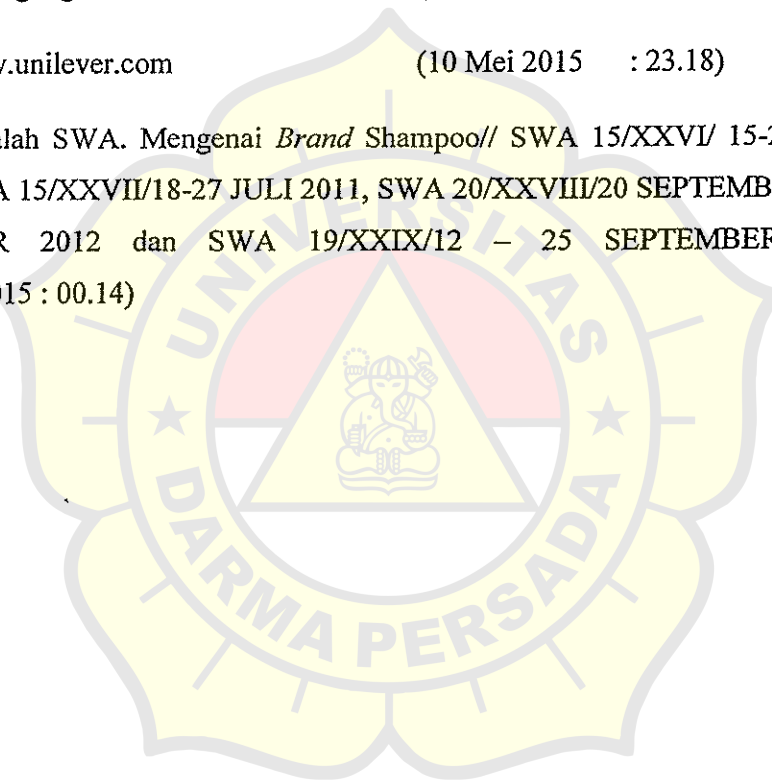 v.unilever.com (10 Mei 2015 : 23.18)
alah SWA. Mengenai Brand Shampoo// SWA 15/XXVI/ 15-2
A 15/XXVII/18-27 JULI 2011, SWA 20/XXVIII/20 SEPTEMB
R 2012 dan SWA 19/XXIX/12 – 25 SEPTEMBER
015 : 00.14)
UNIVERSITAS
DARMA PERSADA